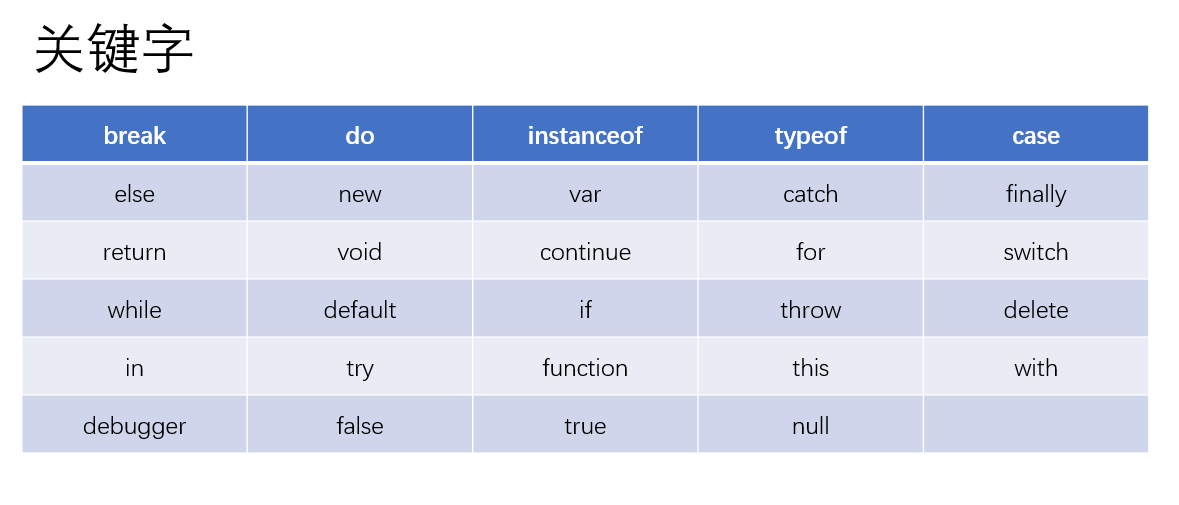 关键字
break do instanceof typeof case
else new var catch finally
return void continue for switch
while default if throw delete
in try function this with
debugger false true null